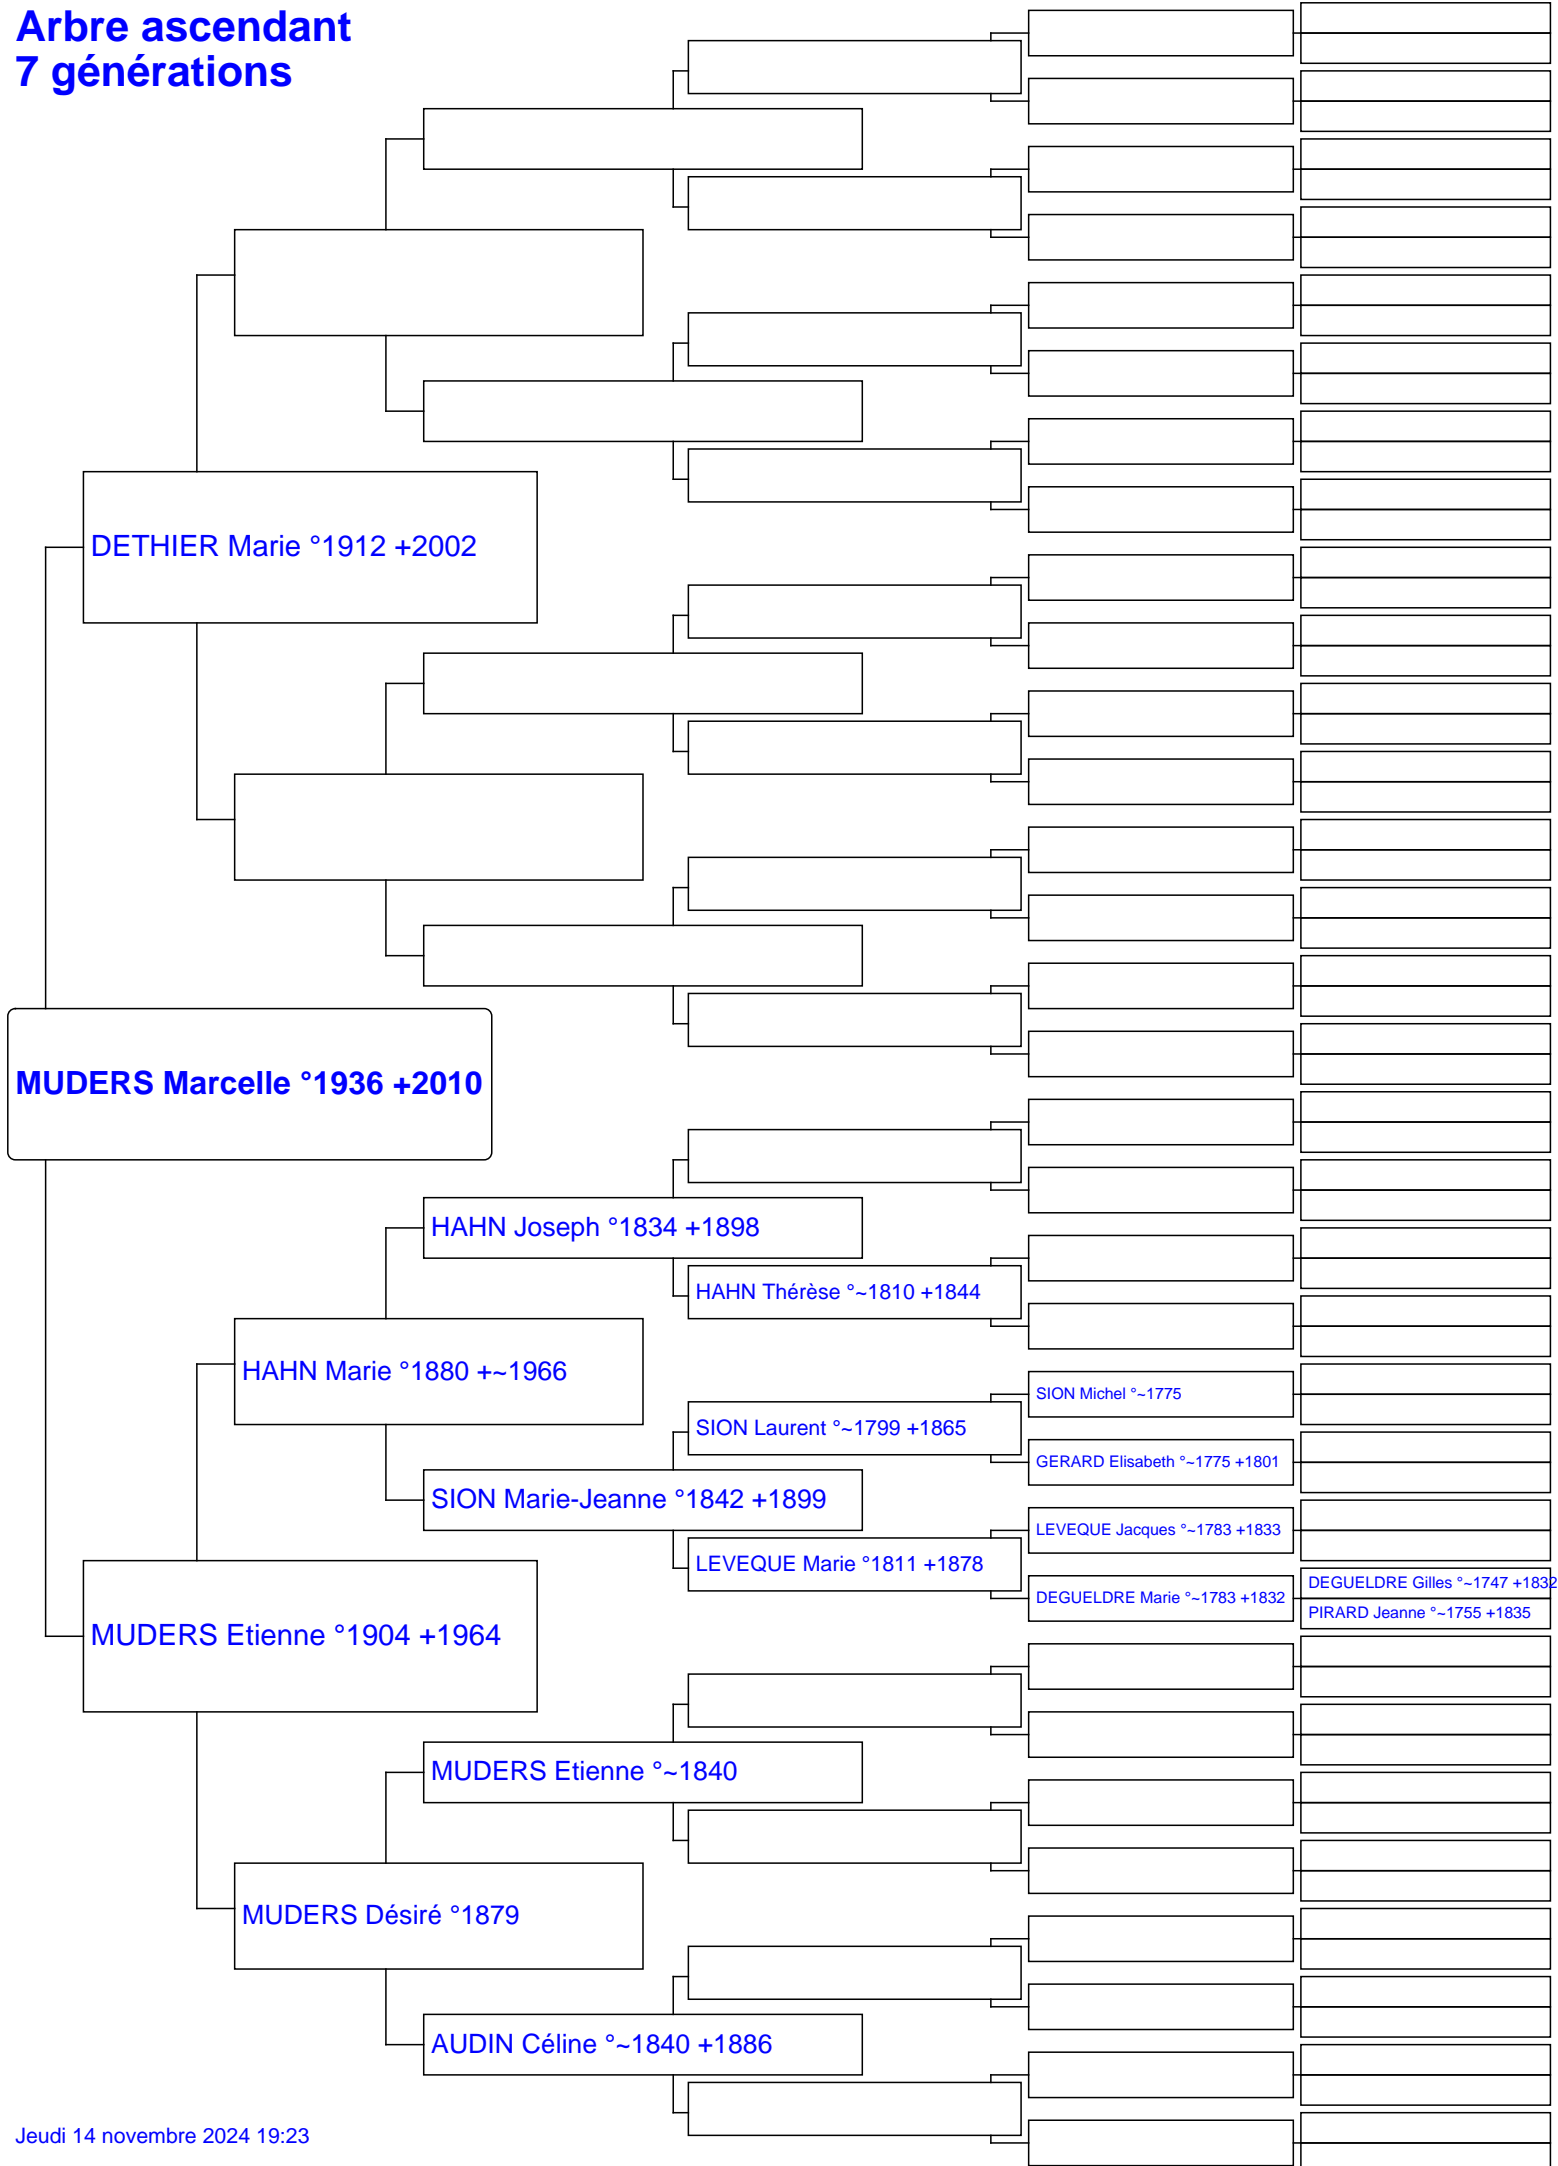 Arbre ascendant
7 générations
DETHIER Marie °1912 +2002
MUDERS Marcelle °1936 +2010
HAHN Joseph °1834 +1898
HAHN Thérèse °~1810 +1844
HAHN Marie °1880 +~1966
SION Michel °~1775
SION Laurent °~1799 +1865
GERARD Elisabeth °~1775 +1801
SION Marie-Jeanne °1842 +1899
LEVEQUE Jacques °~1783 +1833
LEVEQUE Marie °1811 +1878
DEGUELDRE Gilles °~1747 +1832
DEGUELDRE Marie °~1783 +1832
PIRARD Jeanne °~1755 +1835
MUDERS Etienne °1904 +1964
MUDERS Etienne °~1840
MUDERS Désiré °1879
AUDIN Céline °~1840 +1886
Jeudi 14 novembre 2024 19:23